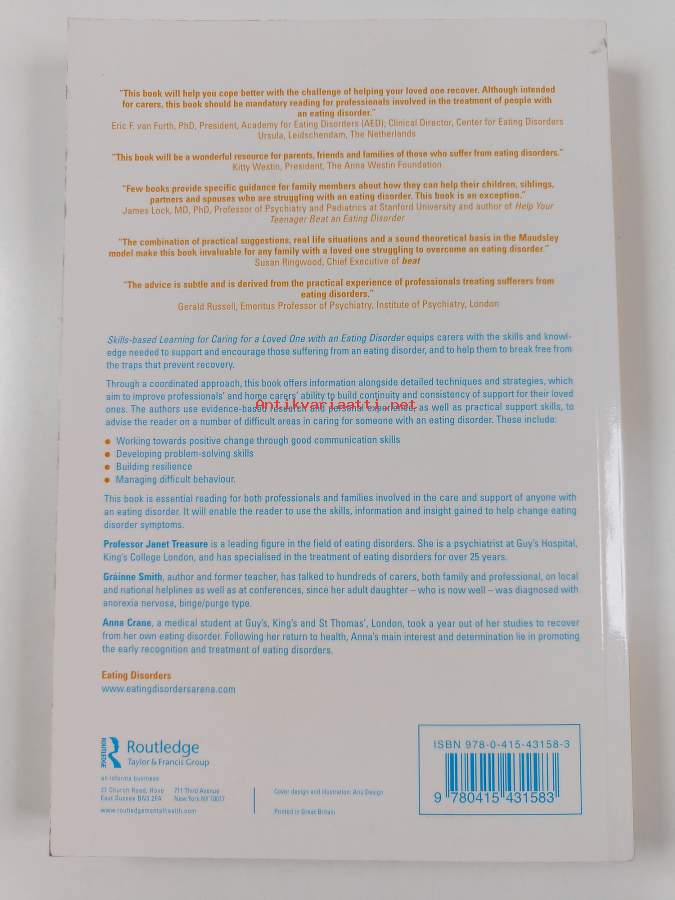 "This book will help you cope better with the challenge of helping your loved one recover. Although intended
for carers, this book should be mandatory reading for professionals involved in the treatment of people with
an eating disorder."
Eric F. van Furth, PhD, President, Academy for Eating Disorders (AED); Clinical Director, Center for Eating Disorders
Ursula, Leidschendam, The Netherlands
"This book will be a wonderful resource for parents, friends and families of those who suffer from eating disorders."
Kitty Westin, President, The Anna Westin Foundation
"Few books provide specific guidance for family members about how they can help their children, siblings,
partners and spouses who are struggling with an eating disorder. This book is an exception."
James Lock, MD, PhD, Professor of Psychiatry and Pediatrics at Stanford University and author of Help Your
Teenager Beat an Eating Disorder
"The combination of practical suggestions, real life situations and a sound theoretical basis in the Maudsley
model make this book invaluable for any family with a loved one struggling to overcome an eating disorder."
Susan Ringwood, Chief Executive of beat
"The advice is subtle and is derived from the practical experience of professionals treating sufferers from
eating disorders."
Gerald Russell, Emeritus Professor of Psychiatry, Institute of Psychiatry, London
Skills-based Learning for Caring for a Loved One with an Eating Disorder equips carers with the skills and knowl-
edge needed to support and encourage those suffering from an eating disorder, and to help them to break free from
the traps that prevent recovery.
Through a coordinated approach, this book offers information alongside detailed techniques and strategies, which
aim to improve professionals' and home carers' ability to build continuity and consistency of support for their loved
ones. The authors use evidence-based research and personal experience, as well as practical support skills, to
Antikvariaatti.net
advise the reader on a number of difficult areas in caring for someone with an eating disorder. These include:
● Working towards positive change through good communication skills
● Developing problem-solving skills
● Building resilience
● Managing difficult behaviour.
This book is essential reading for both professionals and families involved in the care and support of anyone with
an eating disorder. It will enable the reader to use the skills, information and insight gained to help change eating
disorder symptoms.
Professor Janet Treasure is a leading figure in the field of eating disorders. She is a psychiatrist at Guy's Hospital,
King's College London, and has specialised in the treatment of eating disorders for over 25 years.
Gráinne Smith, author and former teacher, has talked to hundreds of carers, both family and professional, on local
and national helplines as well as at conferences, since her adult daughter – who is now well – was diagnosed with
anorexia nervosa, binge/purge type.
Anna Crane, a medical student at Guy's, King's and St Thomas', London, took a year out of her studies to recover
from her own eating disorder. Following her return to health, Anna's main interest and determination lie in promoting
the early recognition and treatment of eating disorders.
Eating Disorders
www.eatingdisordersarena.com
ROUTLEDGE
Routledge
Taylor & Francis Group
an informa business
27 Church Road, Hove
East Sussex BN3 2FA
711 Third Avenue
New York NY 10017
www.routledgementalhealth.com
Cover design and illustration: Aris Design
Printed in Great Britain
ISBN 978-0-415-43158-3
9 780415 431583